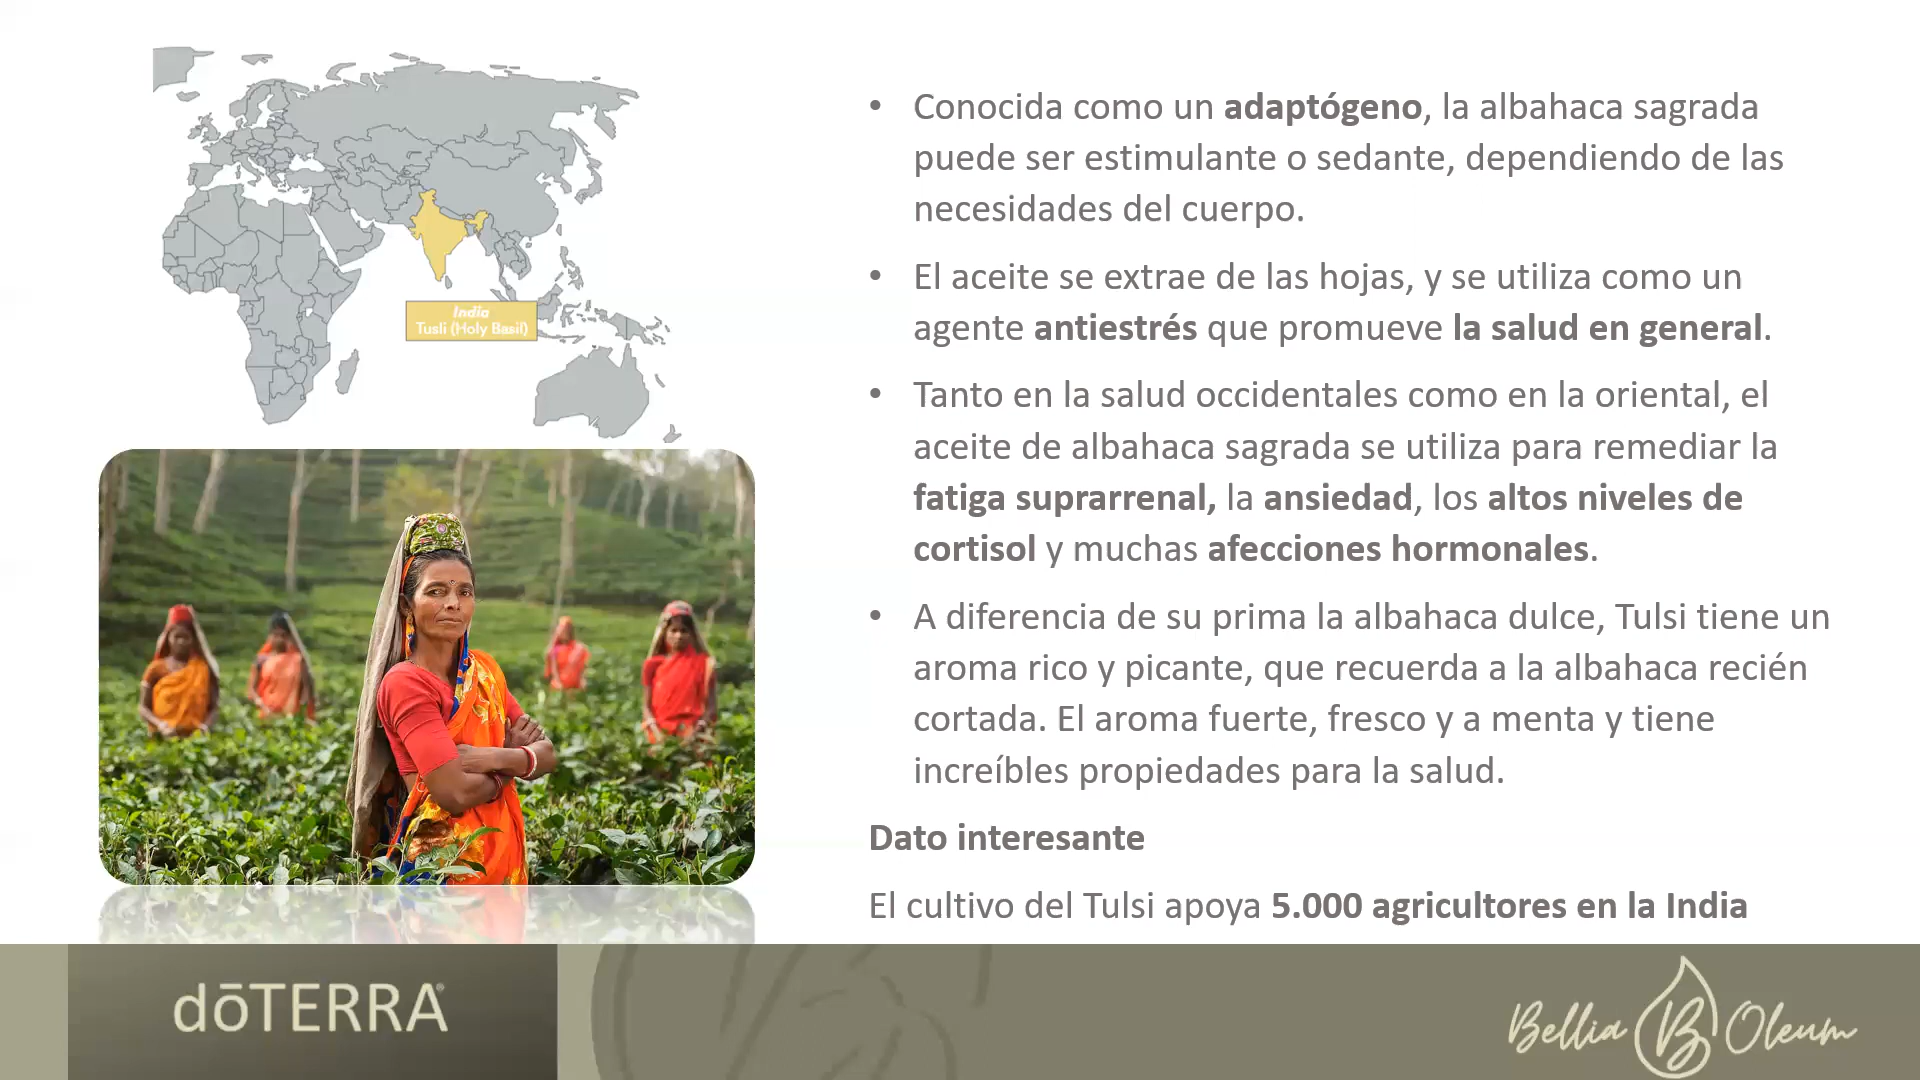 India
Tusli (Holy Basil)
• Conocida como un adaptógeno, la albahaca sagrada
puede ser estimulante o sedante, dependiendo de las
necesidades del cuerpo.
• El aceite se extrae de las hojas, y se utiliza como un
agente antiestrés que promueve la salud en general.
• Tanto en la salud occidentales como en la oriental, el
aceite de albahaca sagrada se utiliza para remediar la
fatiga suprarrenal, la ansiedad, los altos niveles de
cortisol y muchas afecciones hormonales.
• A diferencia de su prima la albahaca dulce, Tulsi tiene un
aroma rico y picante, que recuerda a la albahaca recién
cortada. El aroma fuerte, fresco y a menta y tiene
increíbles propiedades para la salud.
Dato interesante
El cultivo del Tulsi apoya 5.000 agricultores en la India
dōTERRA®
Bellia B Oleum